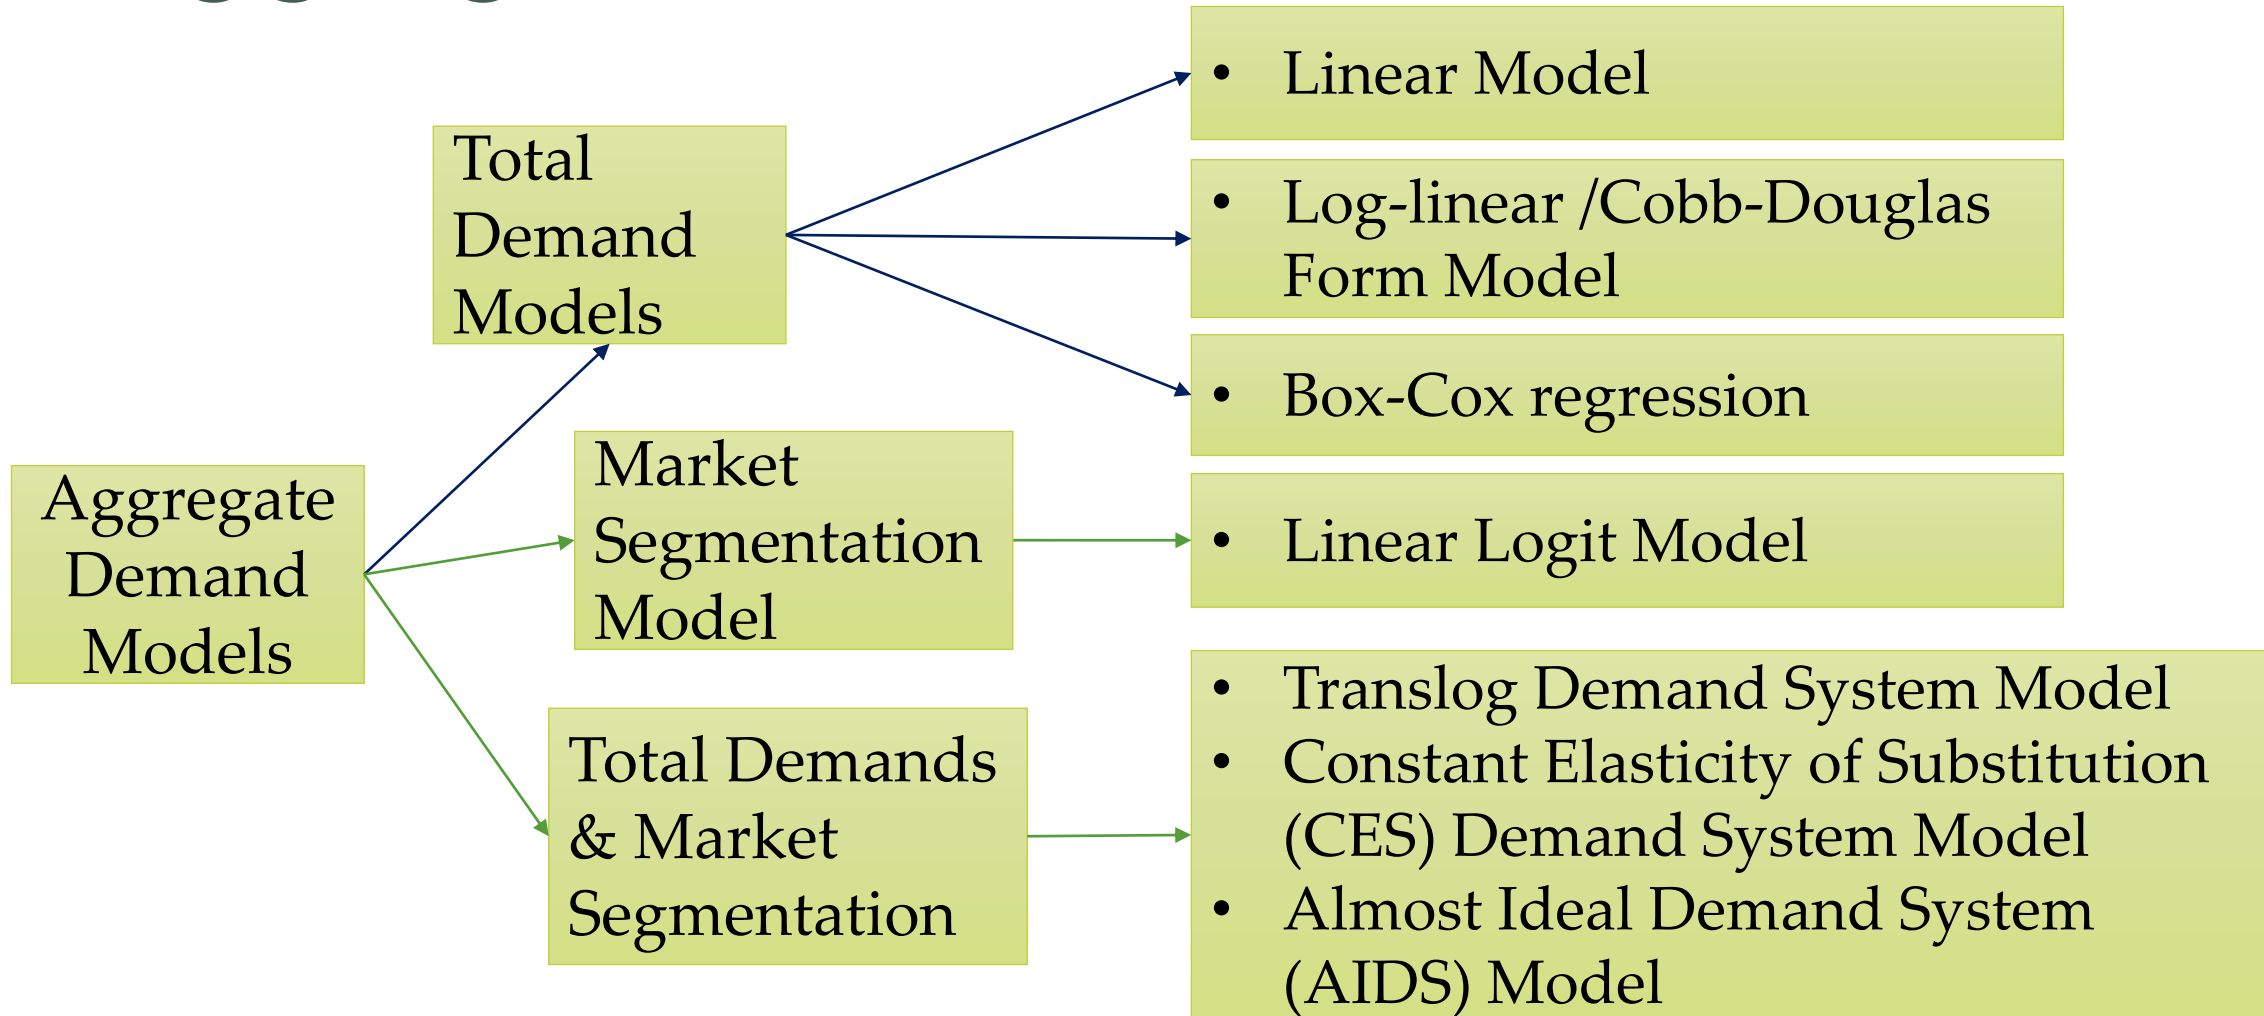 Aggregate
Demand
Models
Total
Demand
Models
Market
Segmentation
Model
Total Demands
& Market
Segmentation
• Linear Model
• Log-linear /Cobb-Douglas
Form Model
• Box-Cox regression
• Linear Logit Model
• Translog Demand System Model
• Constant Elasticity of Substitution
(CES) Demand System Model
• Almost Ideal Demand System
(AIDS) Model